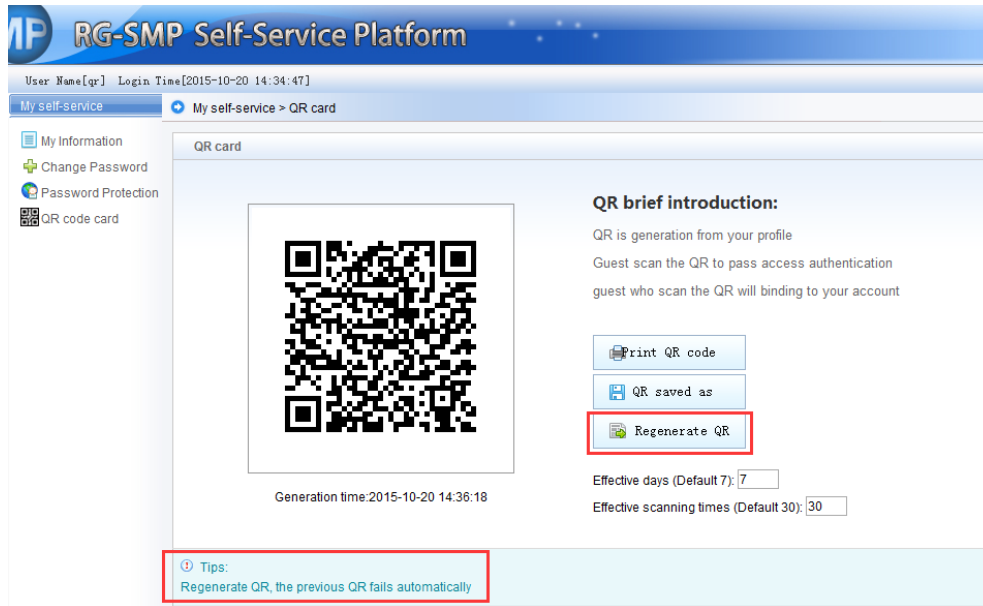 MP RG-SMP Self-Service Platform
User Name[qr] Login Time[2015-10-20 14:34:47]
My self-service
My self-service > QR card
My Information
Change Password
Password Protection
QR code card
QR card
Generation time:2015-10-20 14:36:18
QR brief introduction:
QR is generation from your profile
Guest scan the QR to pass access authentication
guest who scan the QR will binding to your account
Print QR code
QR saved as
Regenerate QR
Effective days (Default 7): 7
Effective scanning times (Default 30): 30
Tips:
Regenerate QR, the previous QR fails automatically